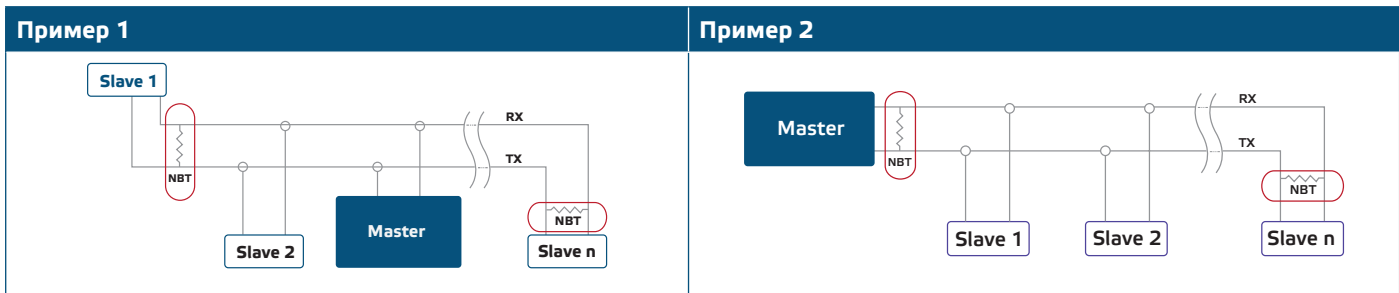 Пример 1
Slave 1
RX
TX
NBT
NBT
Master
Slave 2
Slave n
Пример 2
Master
RX
TX
NBT
NBT
Slave 1
Slave 2
Slave n